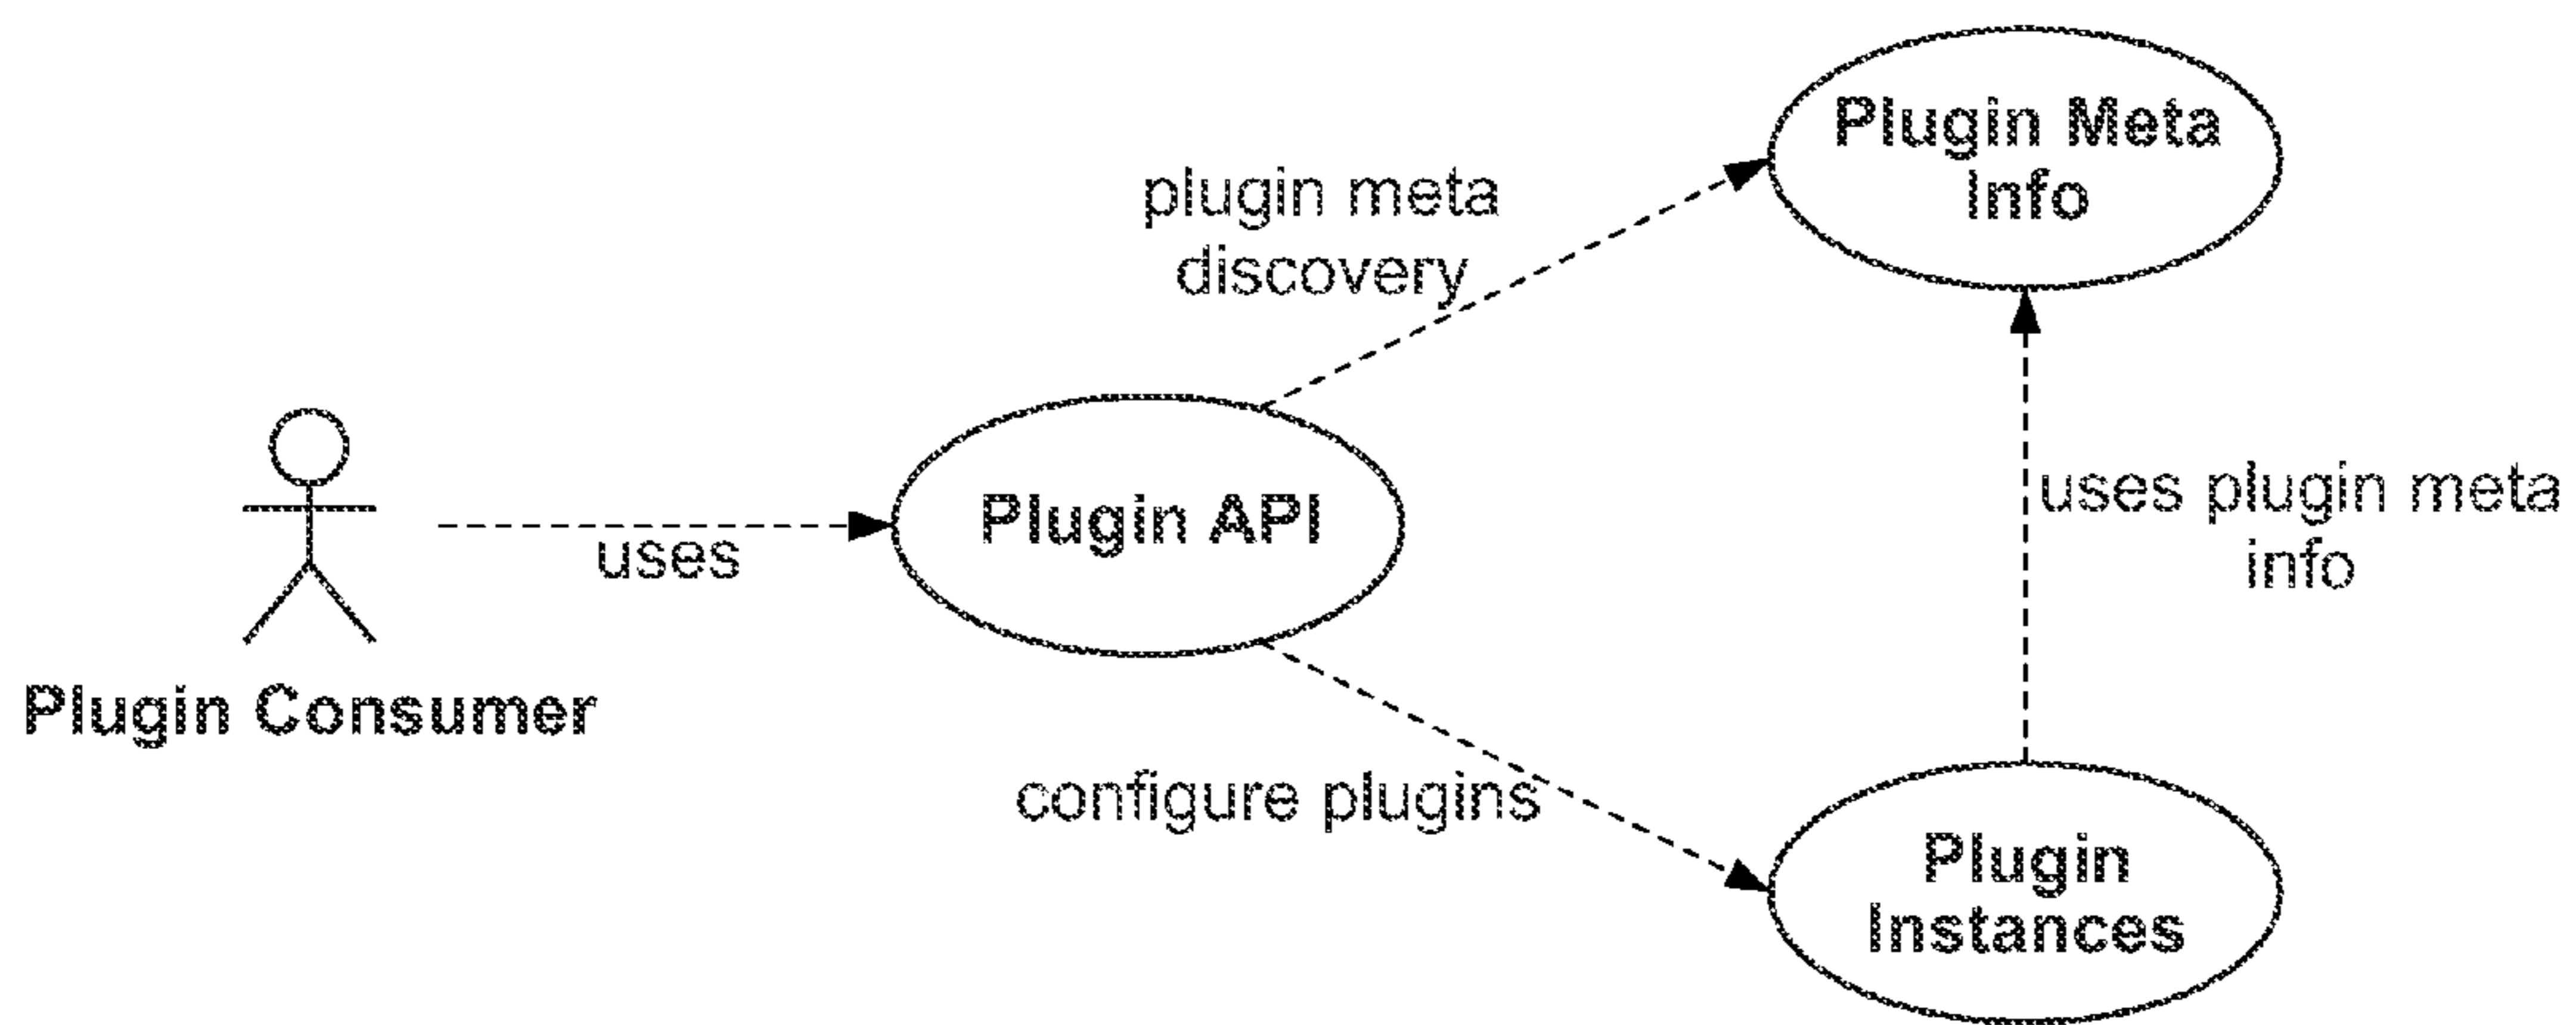 Plugin Meta
Info
plugin meta
discovery
Plugin API
uses
uses plugin meta
info
Plugin Consumer
configure plugins
Plugin
Instances